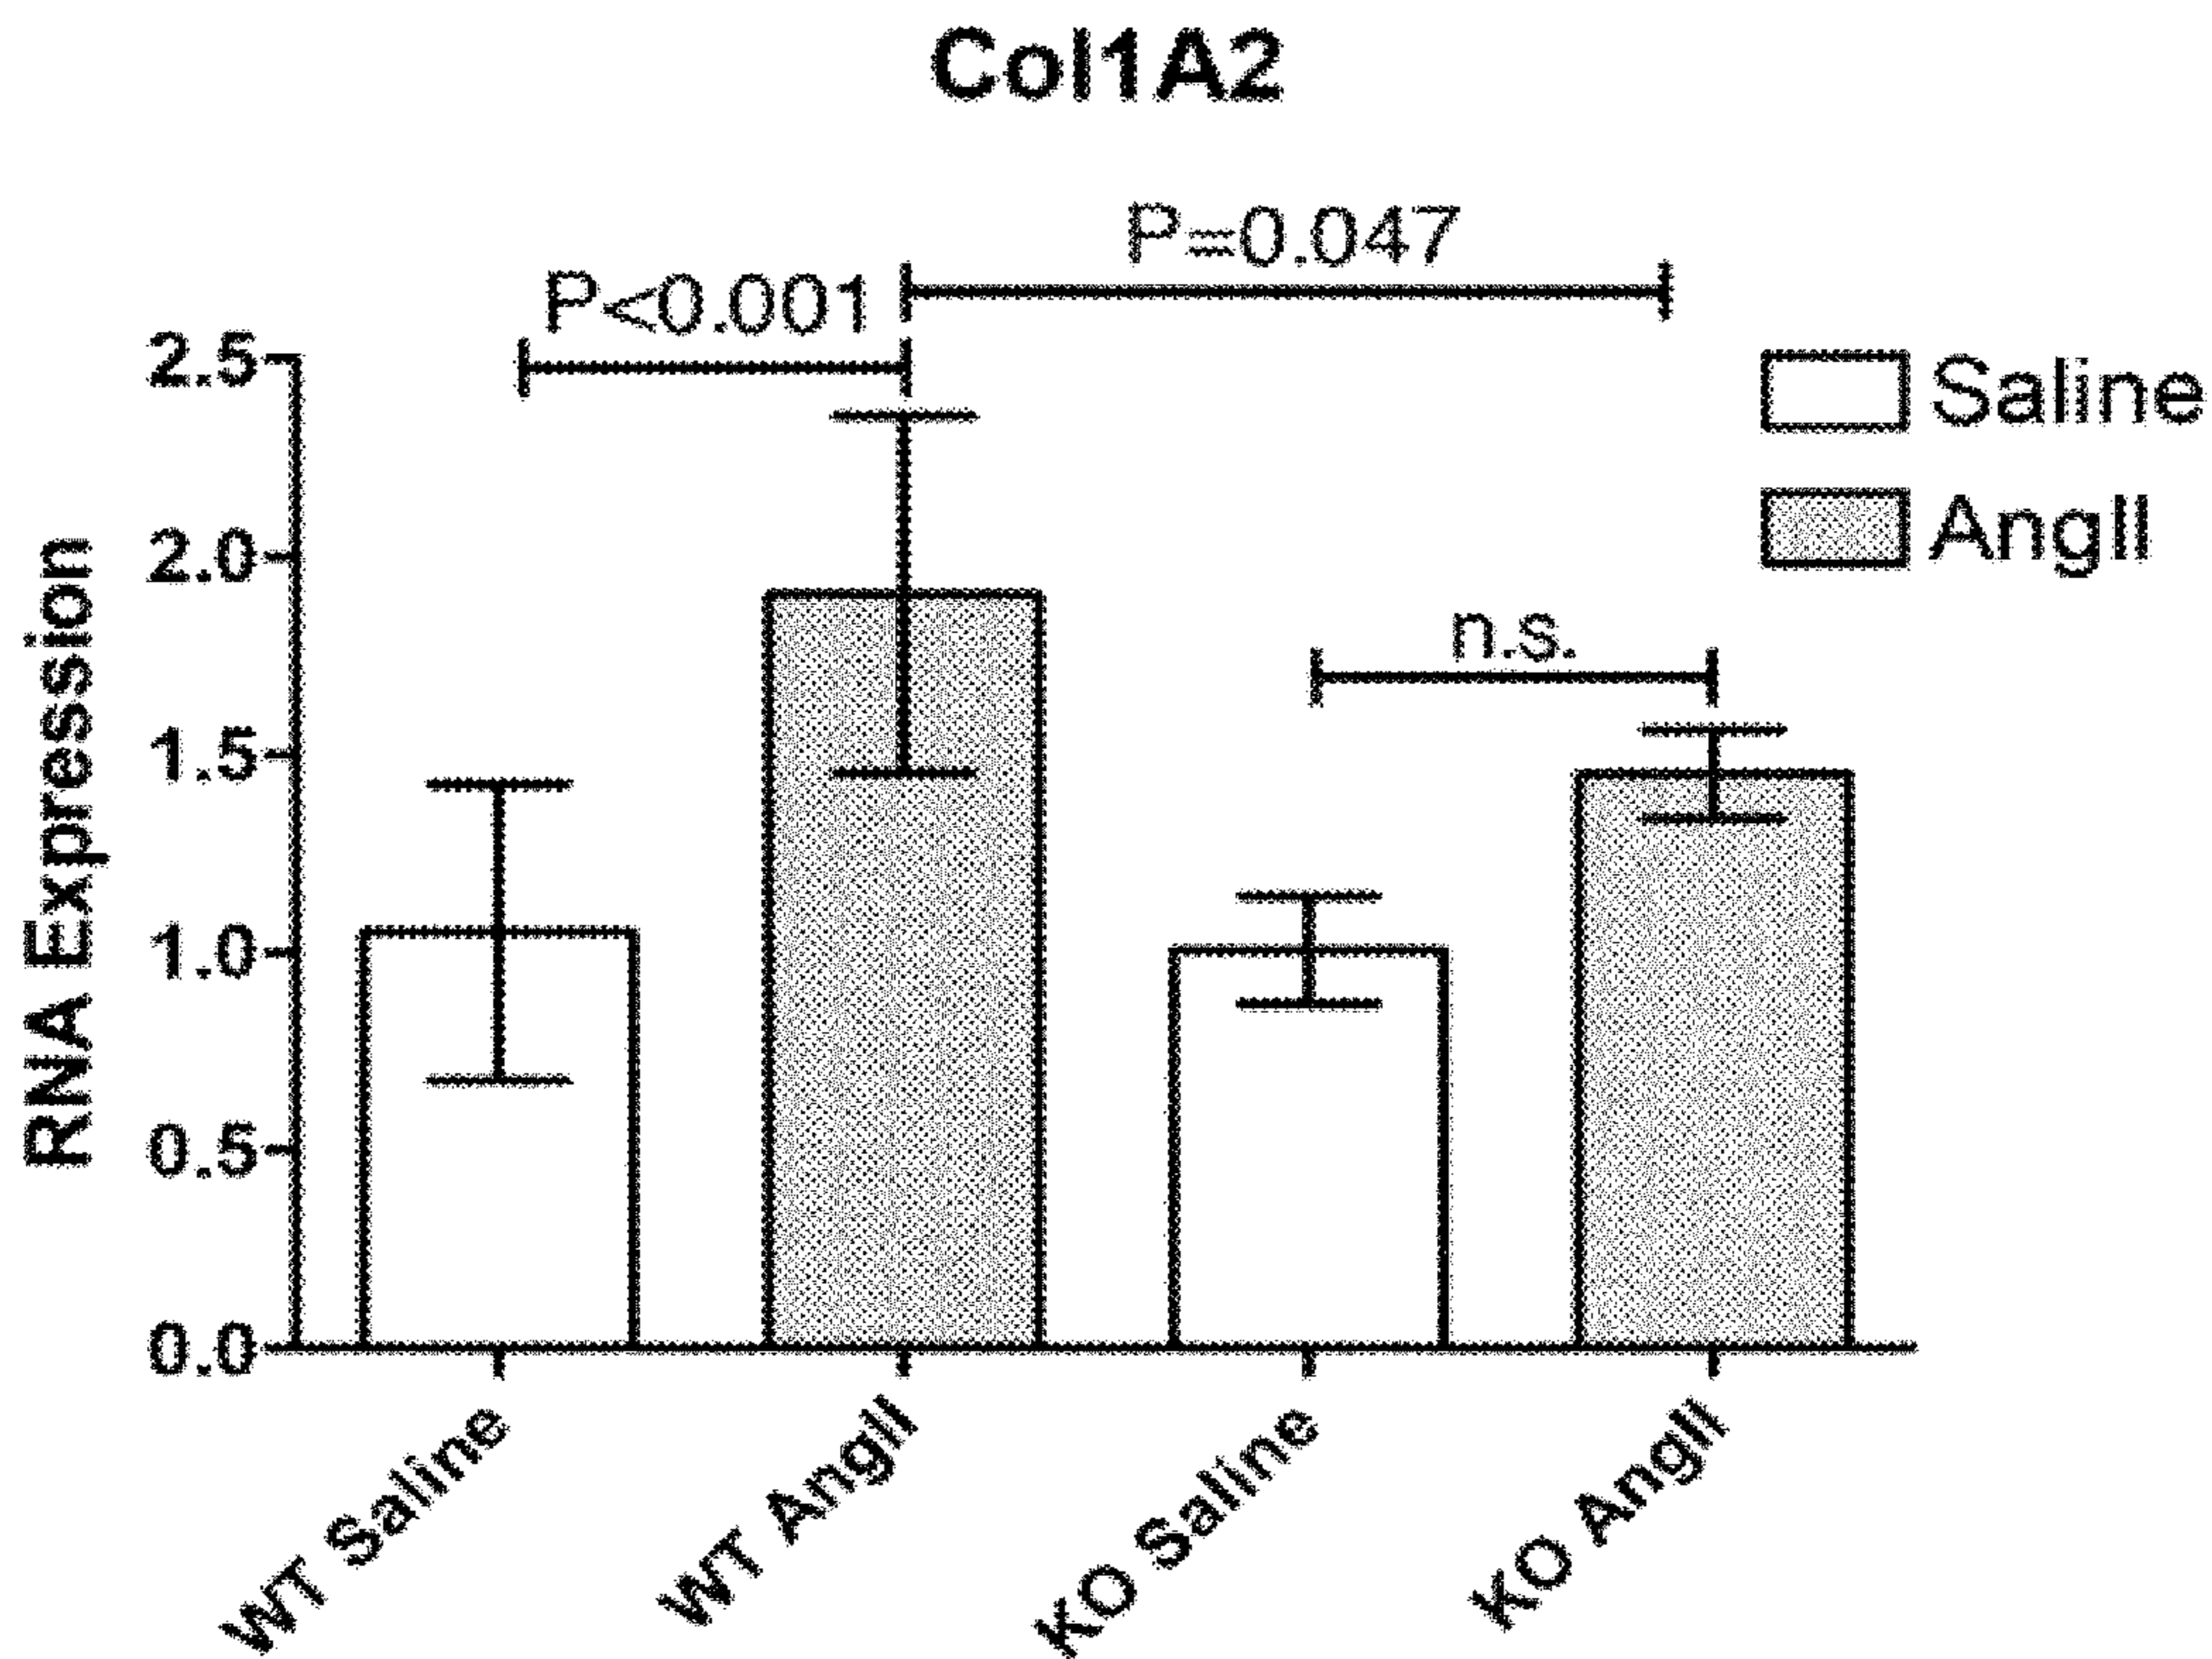 Col1A2
P=0.047
P<0.001
2.5
2.0
1.5
1.0
0.5
0.0
RNA Expression
Saline
AngII
n.s.
WT Saline
WT AngII
KO Saline
KO AngII